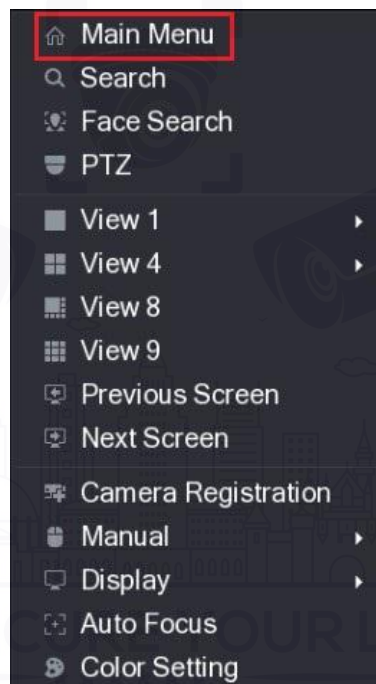 Main Menu
Search
Face Search
PTZ
View 1
View 4
View 8
View 9
Previous Screen
Next Screen
Camera Registration
Manual
Display
Auto Focus
Color Setting